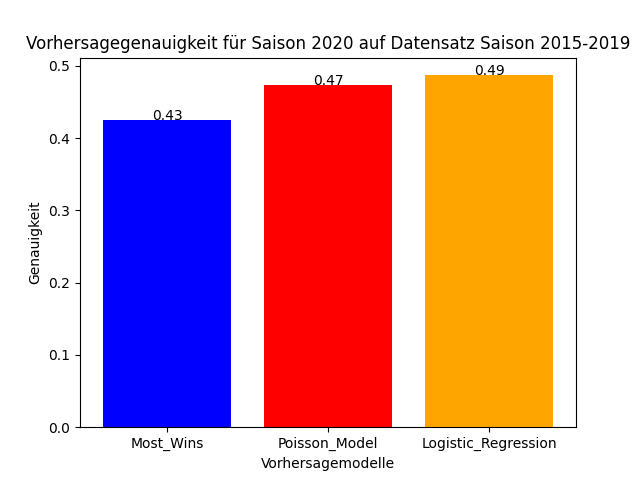 Vorhersagegenauigkeit für Saison 2020 auf Datensatz Saison 2015-2019
Genauigkeit
0.5
0.4
0.3
0.2
0.1
0.0
0.43
0.47
0.49
Most_Wins
Poisson_Model
Logistic_Regression
Vorhersagemodelle